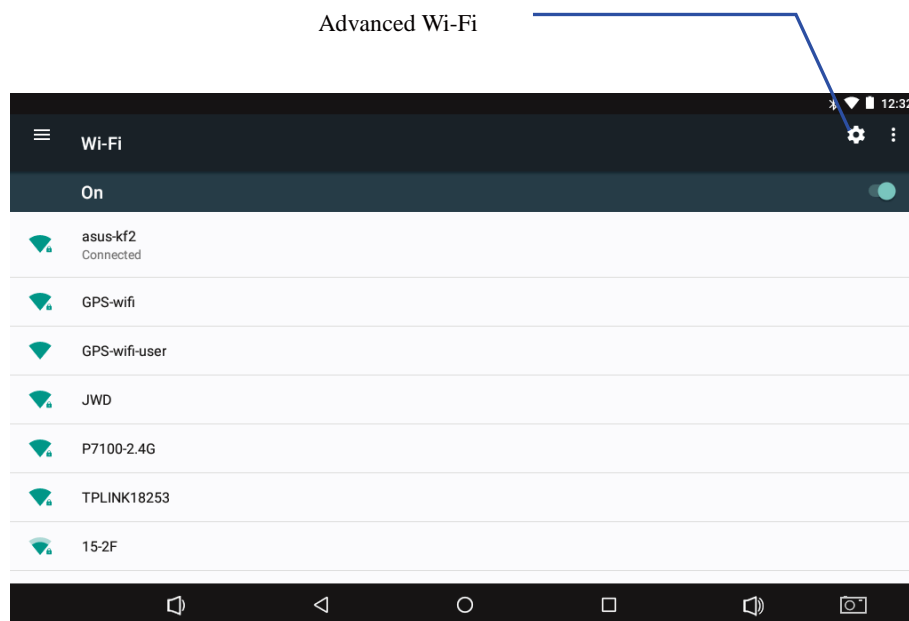 Advanced Wi-Fi
12:32
Wi-Fi
On
asus-kf2
Connected
GPS-wifi
GPS-wifi-user
JWD
P7100-2.4G
TPLINK18253
15-2F